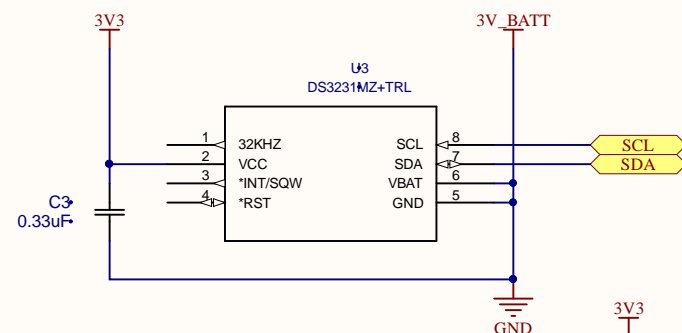 3V3
3V_BATT
U3
DS3231MZ+TRL
1 32KHZ SCL 8 SCL
2 VCC SDA 7 SDA
3 *INT/SQW VBAT 6
4 *RST GND 5
C3
0.33uF
3V3
GND